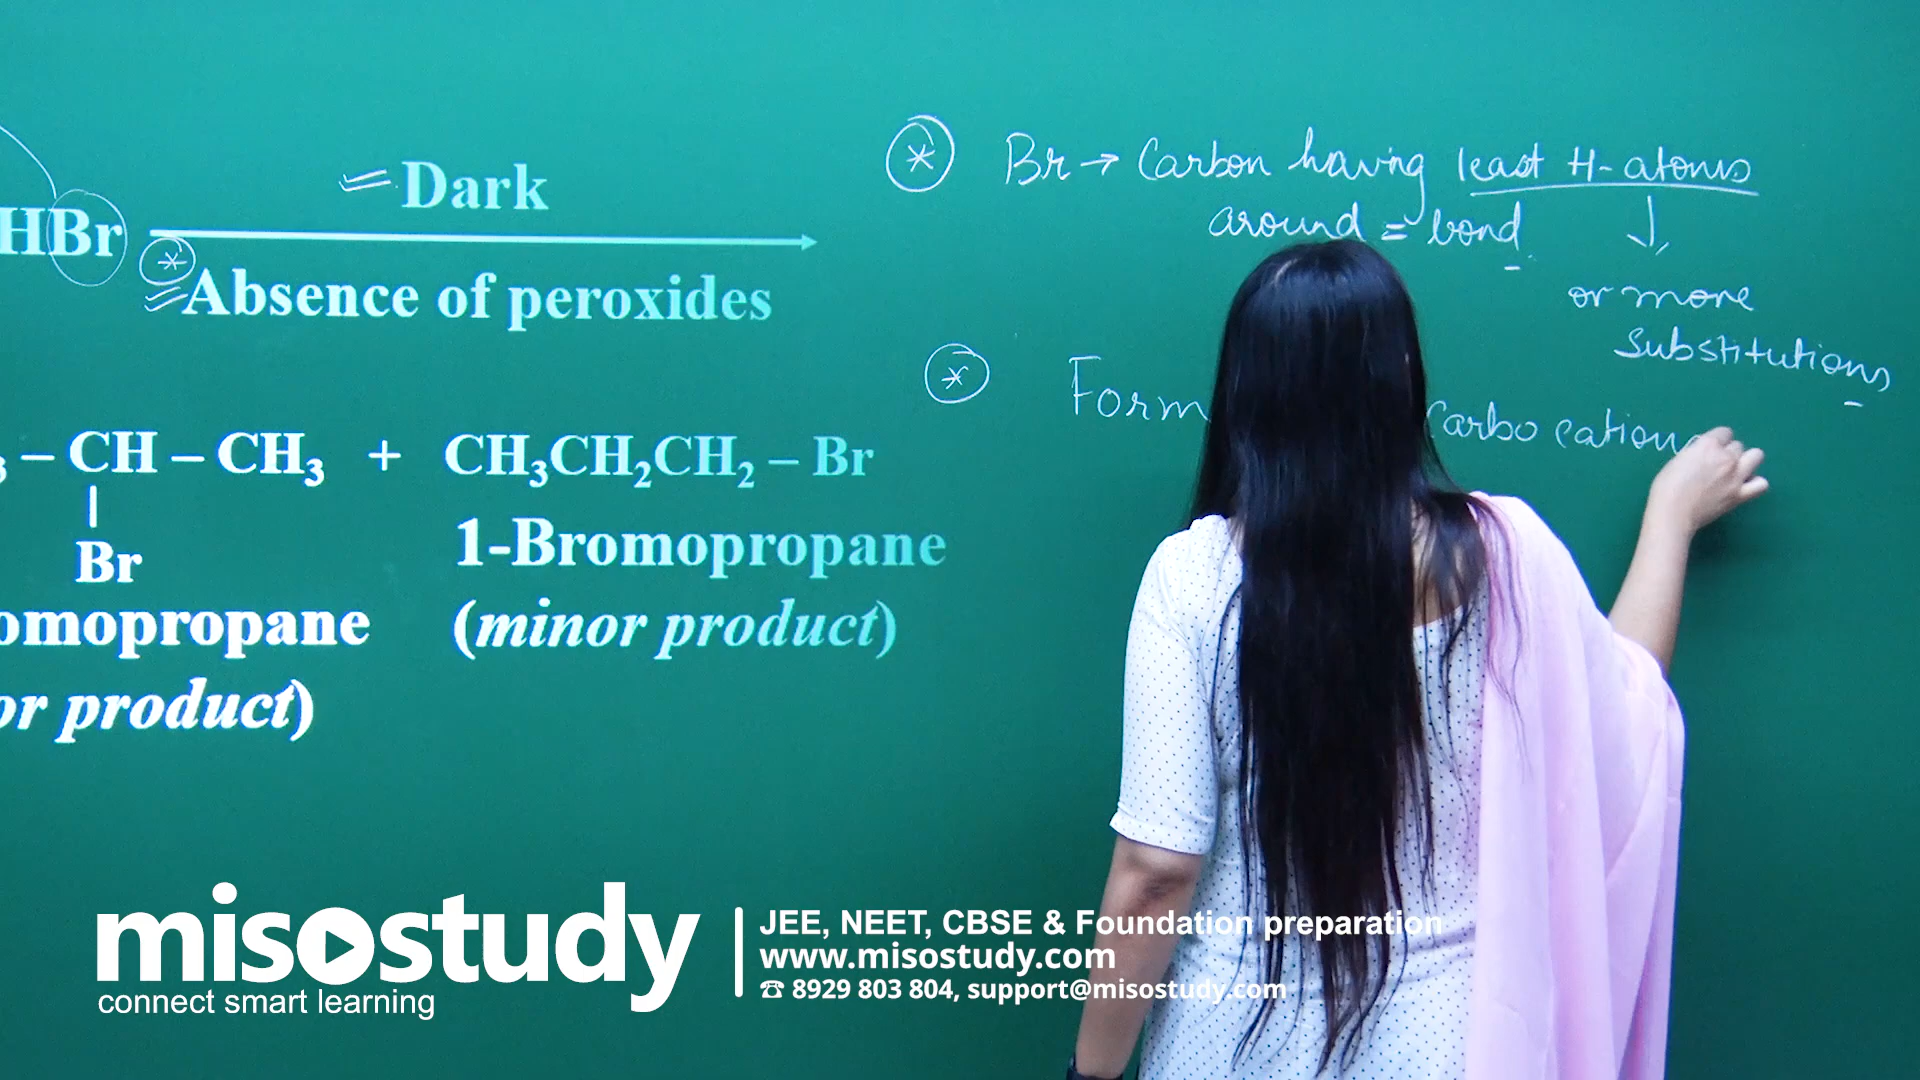 Dark
HBr
*
Absence of peroxides
3 – CH – CH3 + CH3CH2CH2 – Br
|
Br
1-Bromopropane
omopropane
(minor product)
or product)
* Br → Carbon having least H-atoms
around = bond
↓
or more
substitutions
* Form Carbocation
misostudy
connect smart learning
JEE, NEET, CBSE & Foundation preparation
www.misostudy.com
☎ 8929 803 804, support@misostudy.com